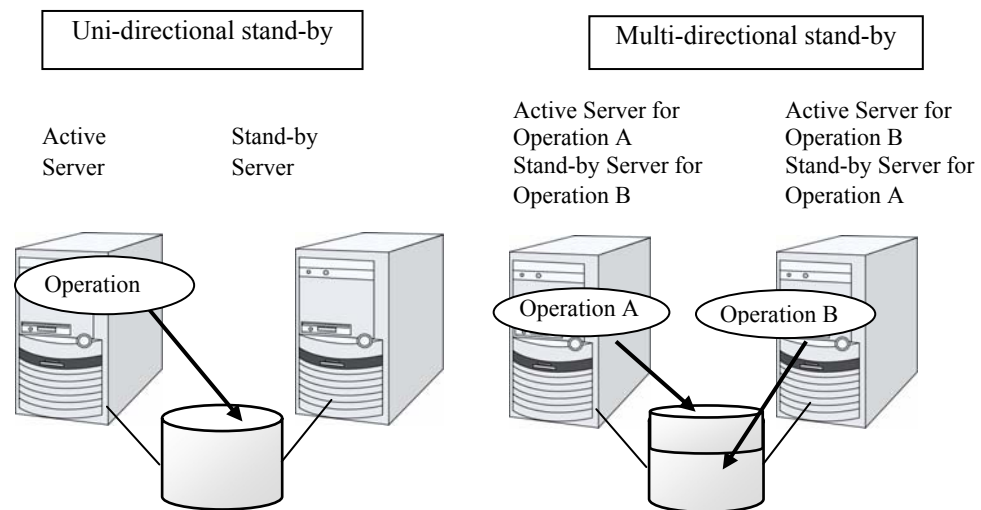 Uni-directional stand-by
Multi-directional stand-by
Active
Server
Stand-by
Server
Active Server for
Operation A
Stand-by Server for
Operation B
Active Server for
Operation B
Stand-by Server for
Operation A
Operation
Operation A
Operation B